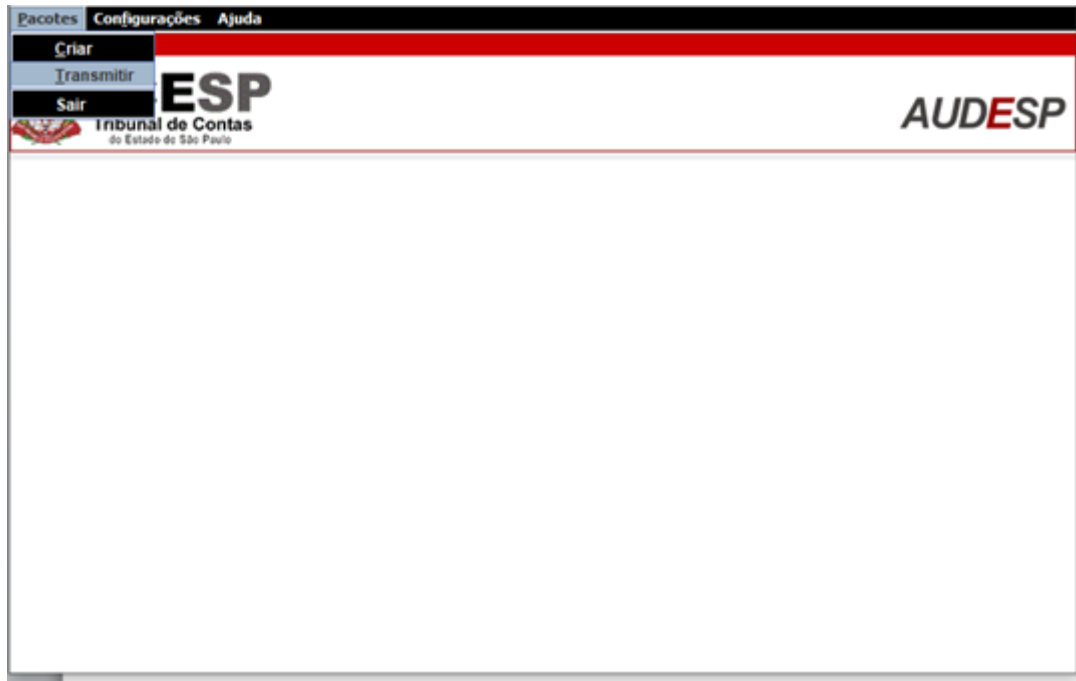 Pacotes Configurações Ajuda
Criar
Transmitir
Sair
ESP
Tribunal de Contas
do Estado de São Paulo
AUDESP